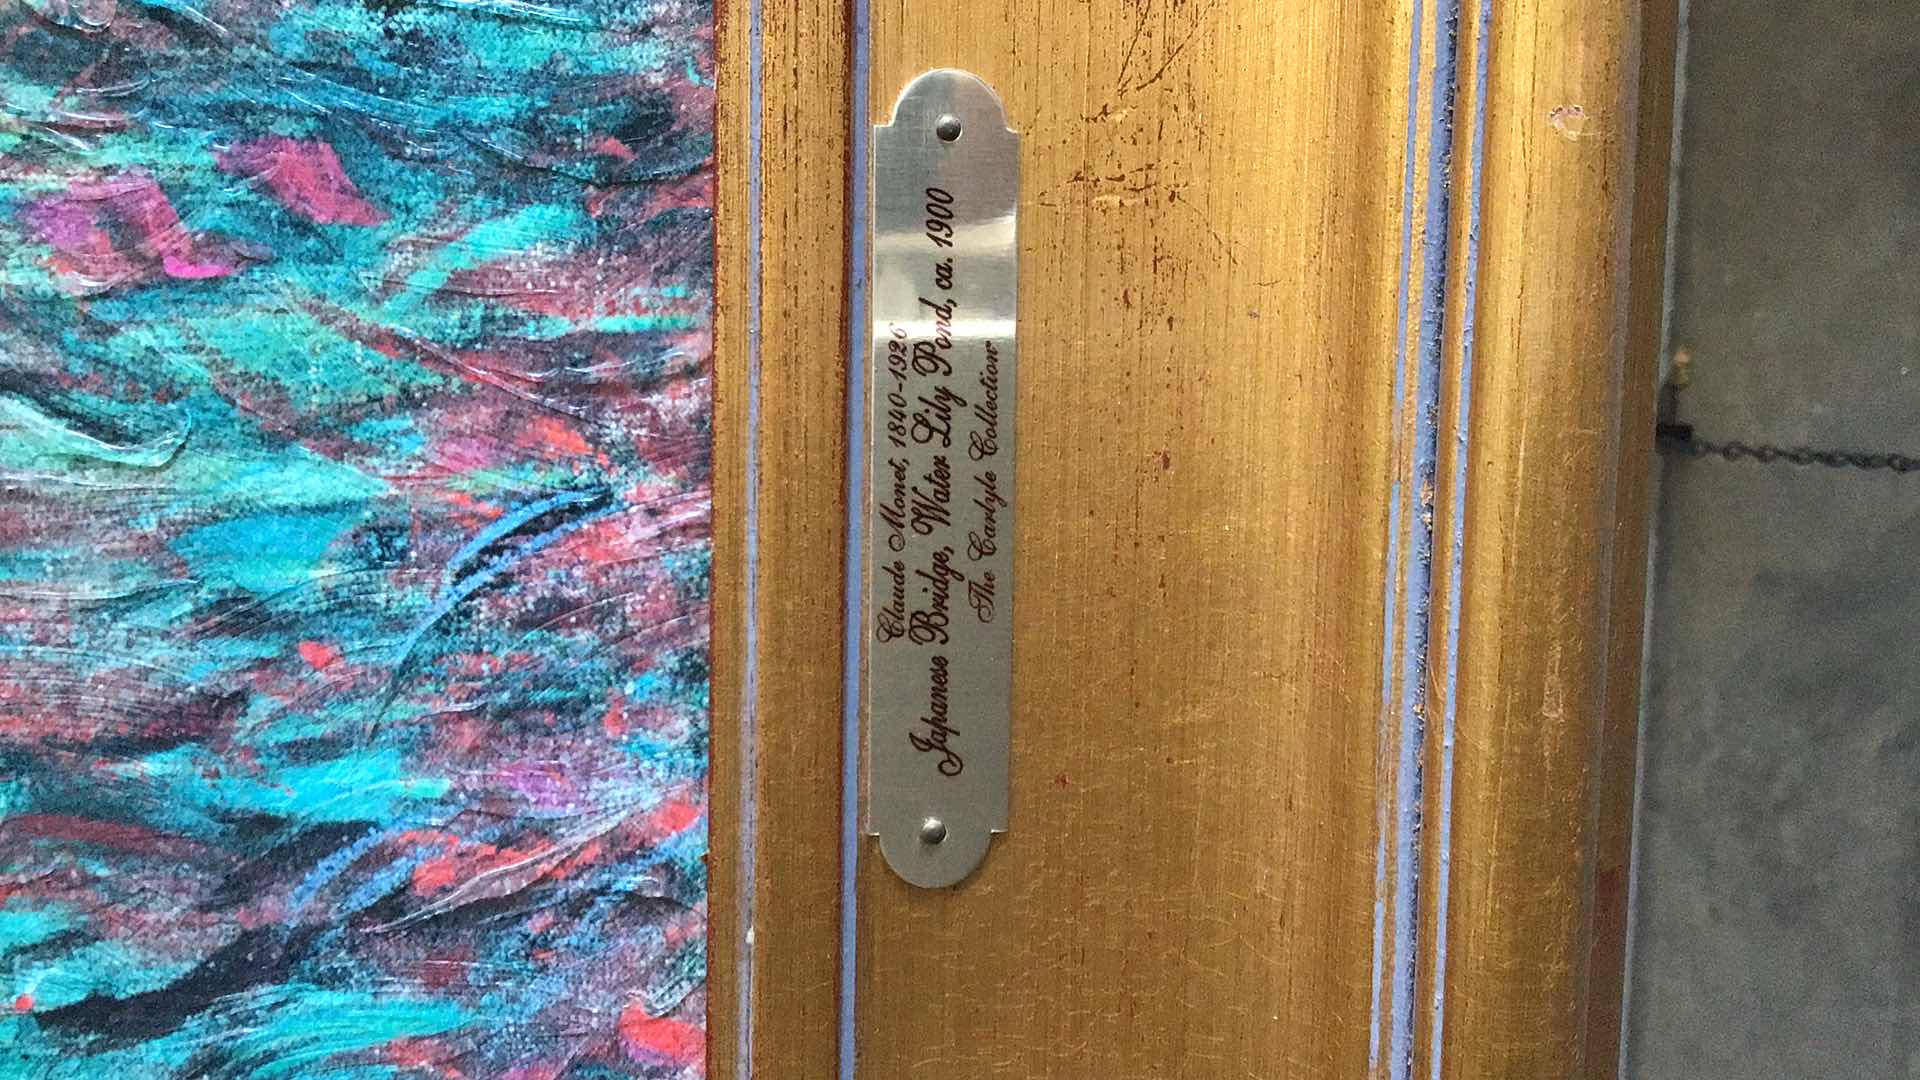 Claude Monet, 1840-1926
Japanese Bridge, Water Lily Pond, ca. 1900
The Carlyle Collection